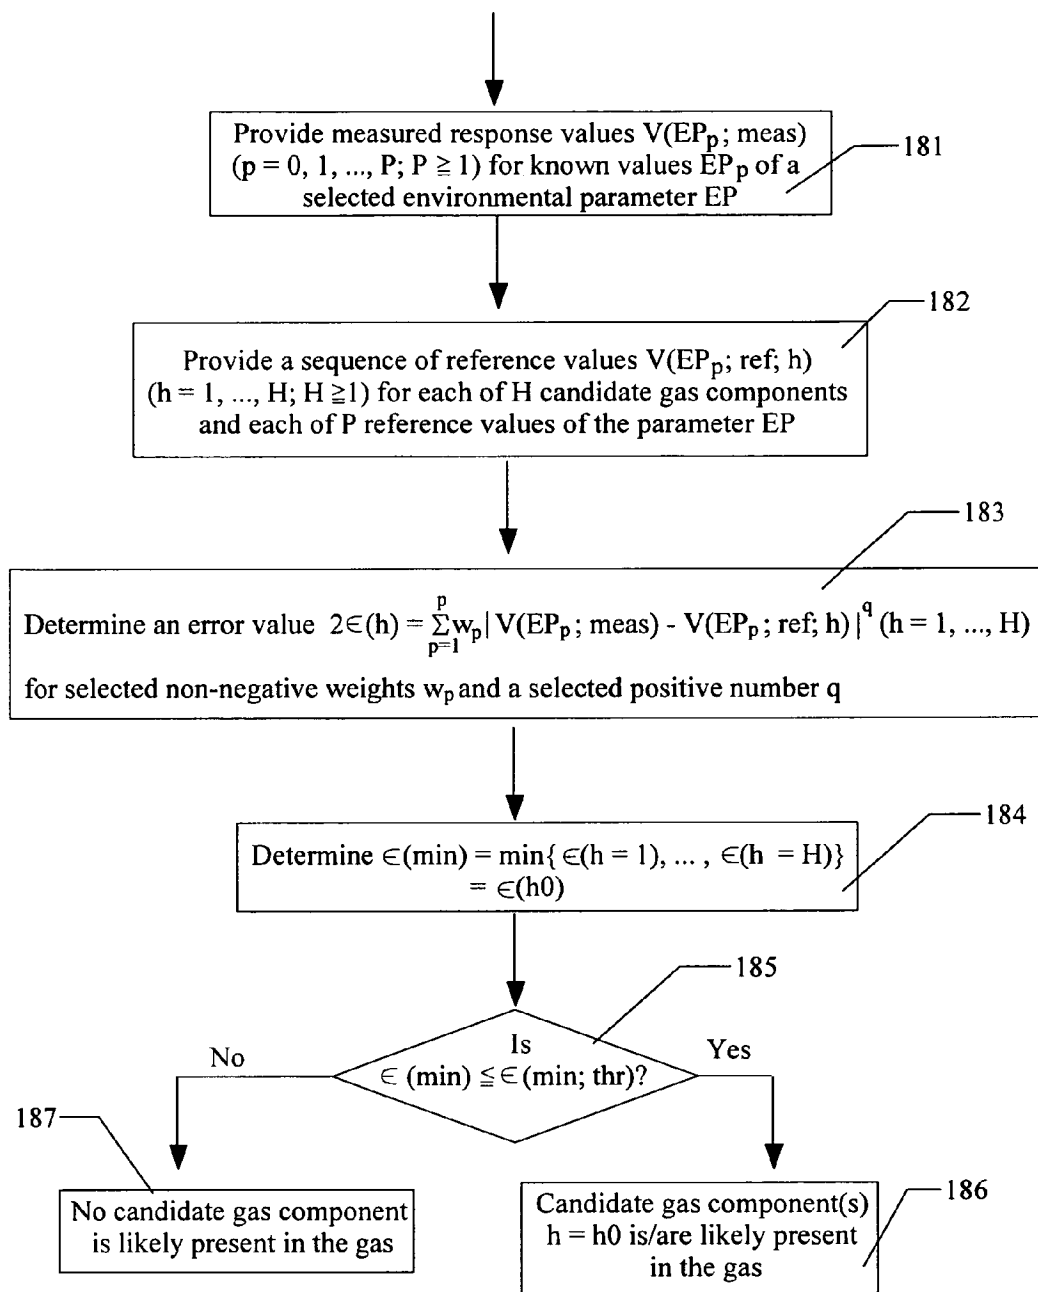 Provide measured response values V(EPp; meas)
(p = 0, 1, ..., P; P ≧ 1) for known values EPp of a
selected environmental parameter EP
181
182
Provide a sequence of reference values V(EPp; ref; h)
(h = 1, ..., H; H ≧1) for each of H candidate gas components
and each of P reference values of the parameter EP
183
Determine an error value 2∈(h) = p∑p=1 wp| V(EPp; meas) - V(EPp; ref; h) |q (h = 1, ..., H)
for selected non-negative weights wp and a selected positive number q
184
Determine ∈(min) = min{ ∈(h = 1), ... , ∈(h = H)}
= ∈(h0)
185
Is
∈ (min) ≦ ∈ (min; thr)?
No
Yes
187
No candidate gas component
is likely present in the gas
186
Candidate gas component(s)
h = h0 is/are likely present
in the gas